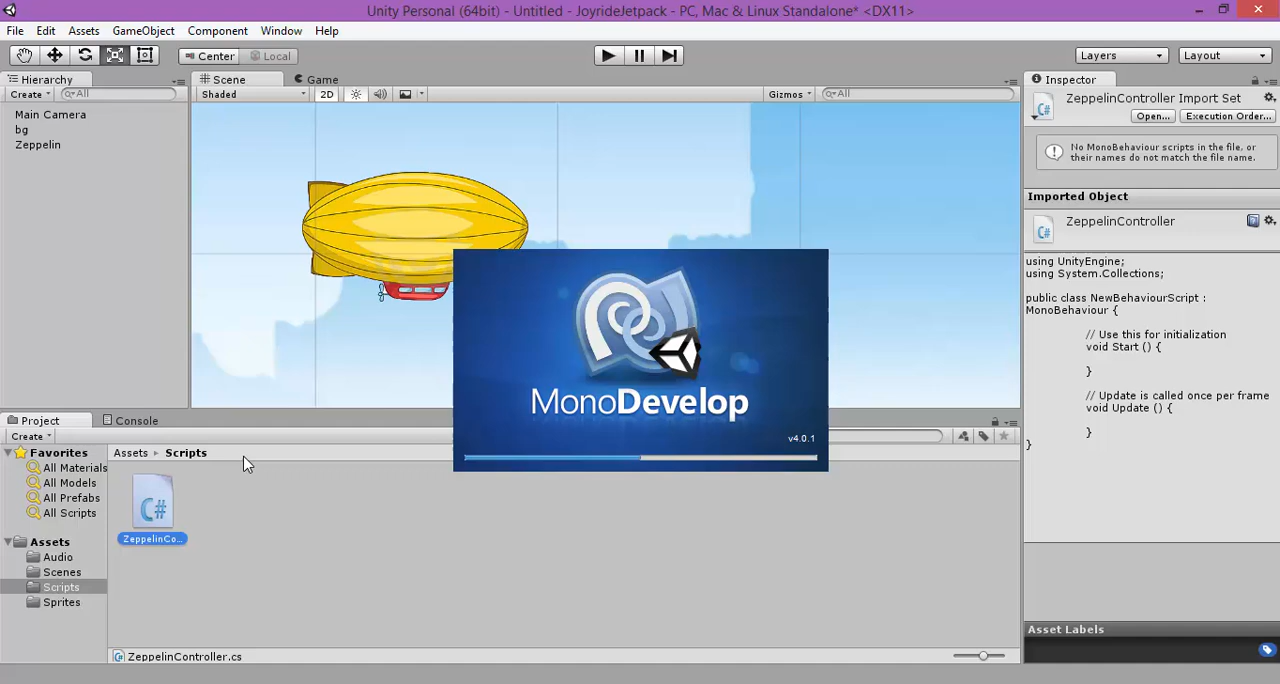 Unity Personal (64bit) - Untitled - JoyrideJetpack - PC, Mac & Linux Standalone* <DX11>
File Edit Assets GameObject Component Window Help
Center Local Layers Layout
Hierarchy Scene Game Inspector
Create All Shaded 2D Gizmos All
ZeppelinController Import Set
Open... Execution Order...
Main Camera
bg
Zeppelin
No MonoBehaviour scripts in the file, or
their names do not match the file name.
Imported Object
ZeppelinController
using UnityEngine;
using System.Collections;
public class NewBehaviourScript :
MonoBehaviour {
// Use this for initialization
void Start () {
}
// Update is called once per frame
void Update () {
}
}
MonoDevelop
v4.0.1
Project Console
Create
Favorites
All Materials
All Models
All Prefabs
All Scripts
Assets
Audio
Scenes
Scripts
Sprites
Assets Scripts
C#
ZeppelinCo...
ZeppelinController.cs
Asset Labels